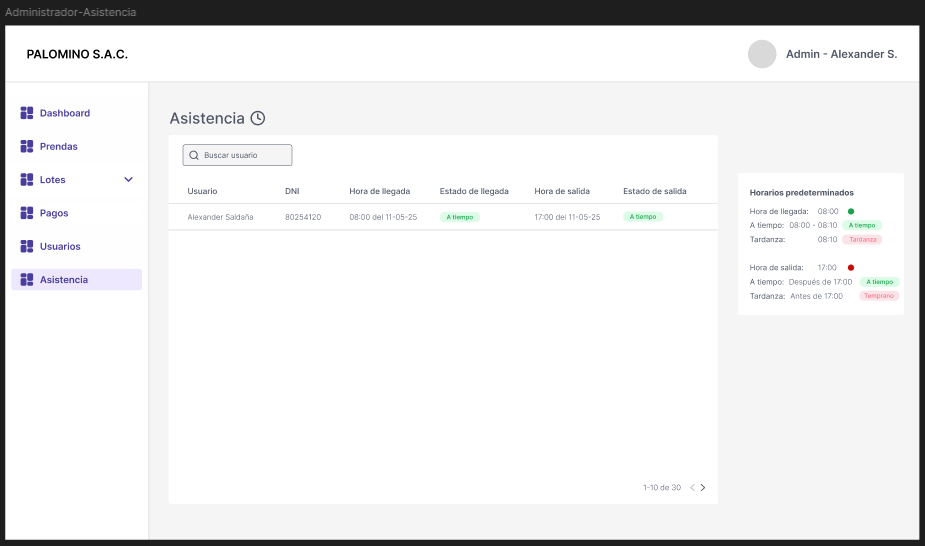 Administrador-Asistencia
PALOMINO S.A.C.
Admin - Alexander S.
Dashboard
Prendas
Lotes
Pagos
Usuarios
Asistencia
Asistencia
Buscar usuario
Usuario DNI Hora de llegada Estado de llegada Hora de salida Estado de salida
Alexander Saldaña 80254120 08:00 del 11-05-25 A tiempo 17:00 del 11-05-25 A tiempo
1-10 de 30
Horarios predeterminados
Hora de llegada: 08:00
A tiempo: 08:00 - 08:10 A tiempo
Tardanza: 08:10 Tardanza
Hora de salida: 17:00
A tiempo: Después de 17:00 A tiempo
Tardanza: Antes de 17:00 Temprano